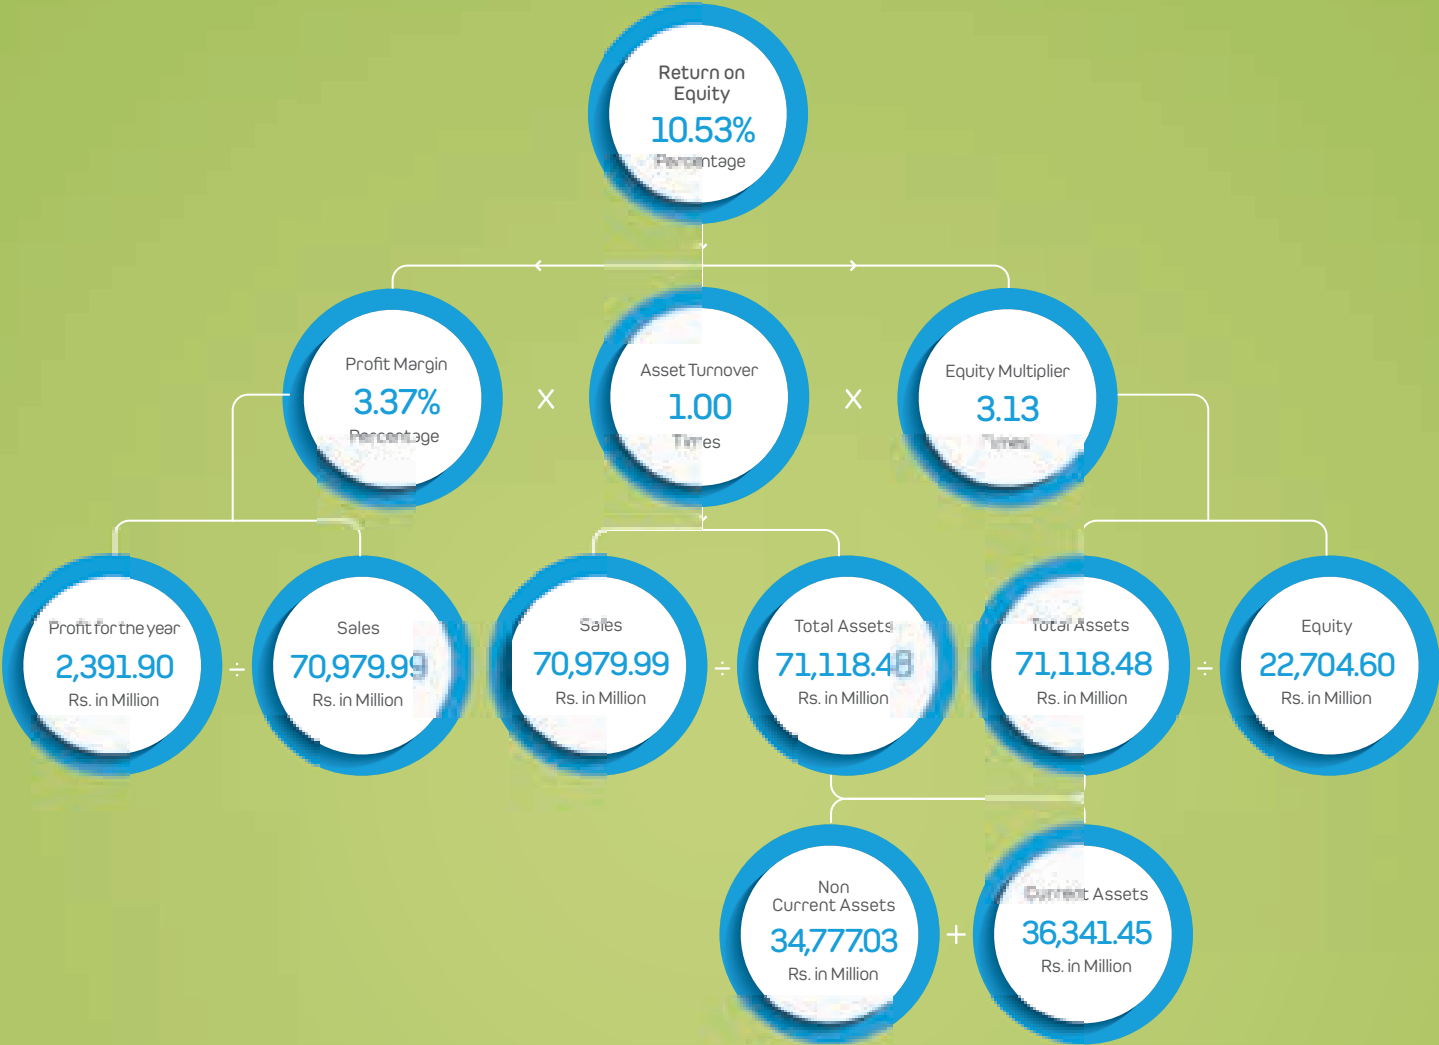 Return on
Equity
10.53%
Percentage
Profit Margin
3.37%
Percentage
X
Asset Turnover
1.00
Times
X
Equity Multiplier
3.13
Times
Profit for the year
2,391.90
Rs. in Million
÷
Sales
70,979.99
Rs. in Million
Sales
70,979.99
Rs. in Million
÷
Total Assets
71,118.48
Rs. in Million
Total Assets
71,118.48
Rs. in Million
÷
Equity
22,704.60
Rs. in Million
Non
Current Assets
34,777.03
Rs. in Million
+
Current Assets
36,341.45
Rs. in Million